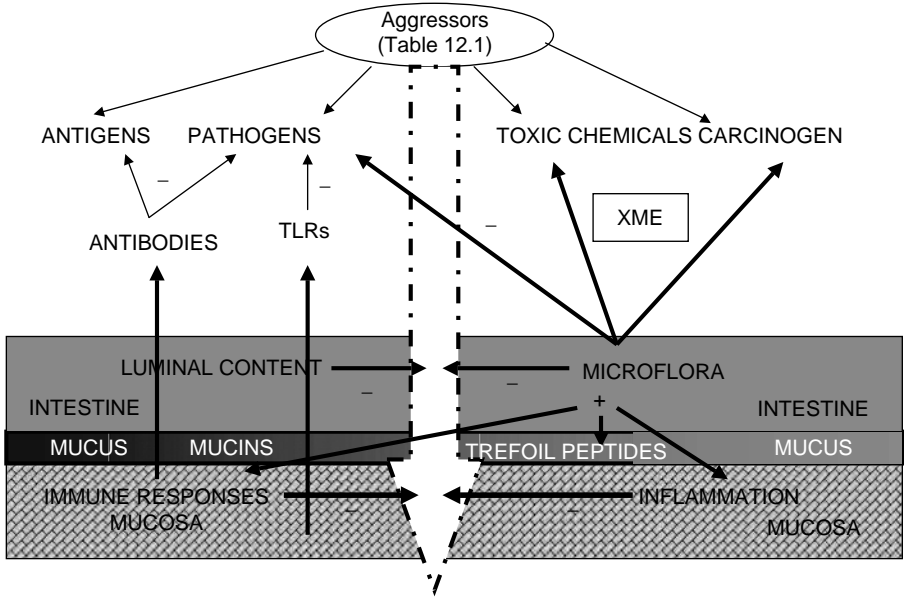 Aggressors
(Table 12.1)
ANTIGENS PATHOGENS TOXIC CHEMICALS CARCINOGEN
–
–
–
XME
ANTIBODIES
TLRs
LUMINAL CONTENT
–
–
MICROFLORA
+
INTESTINE
INTESTINE
MUCUS MUCINS TREFOIL PEPTIDES MUCUS
IMMUNE RESPONSES
–
–
INFLAMMATION
MUCOSA
MUCOSA